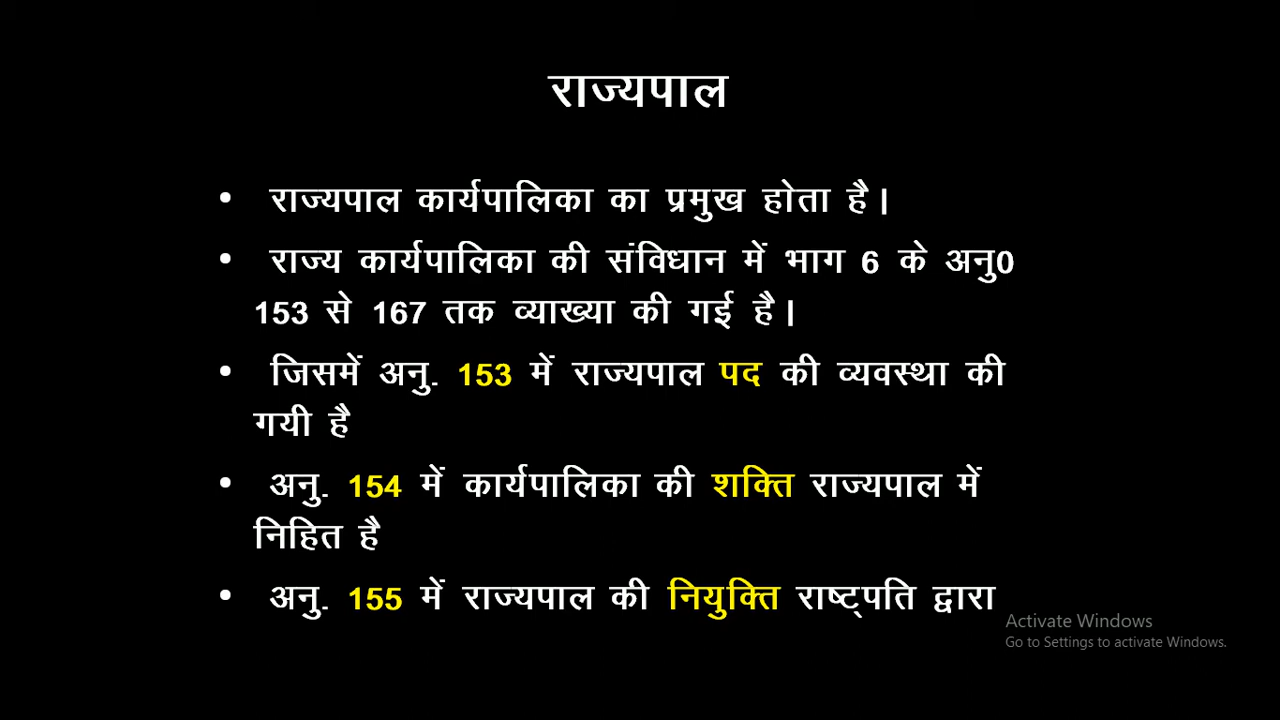 राज्यपाल
• राज्यपाल कार्यपालिका का प्रमुख होता है।
• राज्य कार्यपालिका की संविधान में भाग 6 के अनु0
153 से 167 तक व्याख्या की गई है।
• जिसमें अनु. 153 में राज्यपाल पद की व्यवस्था की
गयी है
• अनु. 154 में कार्यपालिका की शक्ति राज्यपाल में
निहित है
• अनु. 155 में राज्यपाल की नियुक्ति राष्ट्पति द्वारा
Activate Windows
Go to Settings to activate Windows.